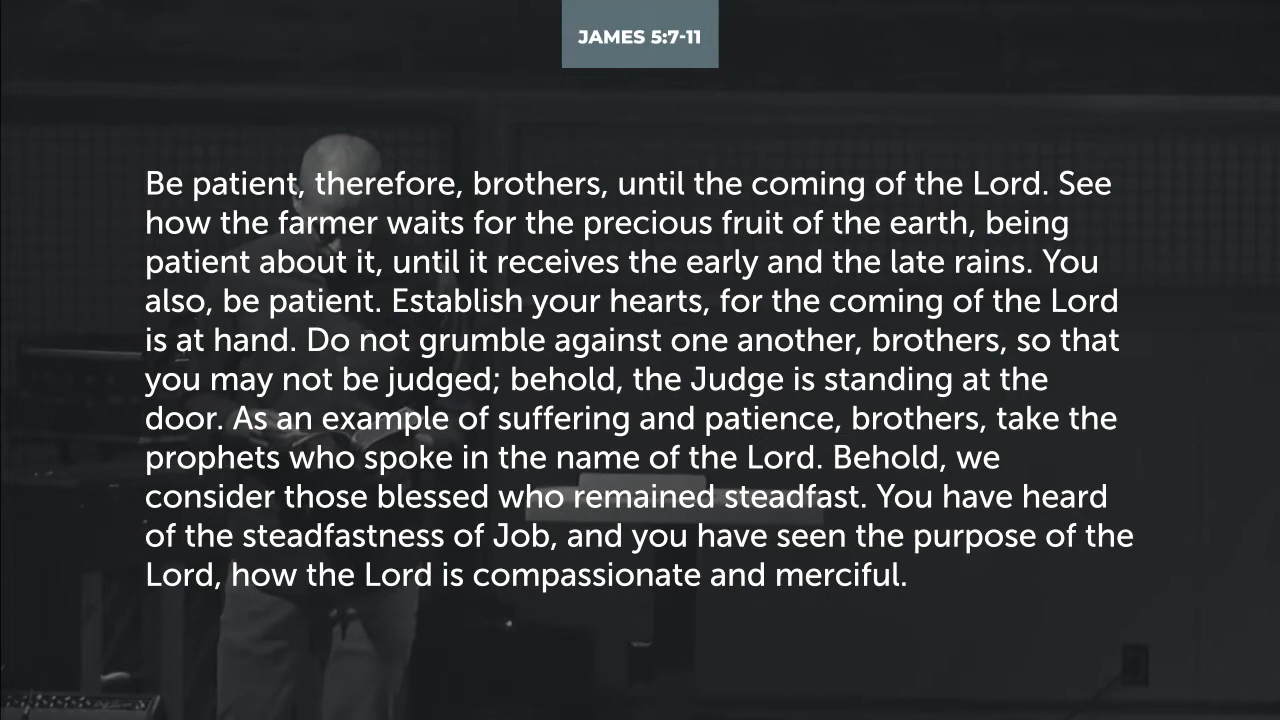 JAMES 5:7-11
Be patient, therefore, brothers, until the coming of the Lord. See
how the farmer waits for the precious fruit of the earth, being
patient about it, until it receives the early and the late rains. You
also, be patient. Establish your hearts, for the coming of the Lord
is at hand. Do not grumble against one another, brothers, so that
you may not be judged; behold, the Judge is standing at the
door. As an example of suffering and patience, brothers, take the
prophets who spoke in the name of the Lord. Behold, we
consider those blessed who remained steadfast. You have heard
of the steadfastness of Job, and you have seen the purpose of the
Lord, how the Lord is compassionate and merciful.